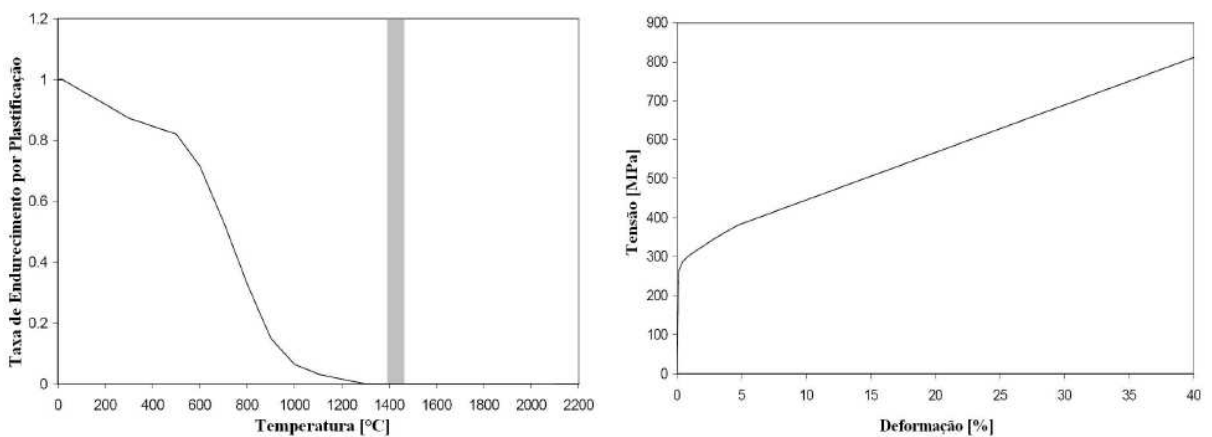 Taxa de Endurecimento por Plastificação
1.2
1
0.8
0.6
0.4
0.2
0
0 200 400 600 800 1000 1200 1400 1600 1800 2000 2200
Temperatura [°C]
Tensão [MPa]
900
800
700
600
500
400
300
200
100
0
0 5 10 15 20 25 30 35 40
Deformação [%]